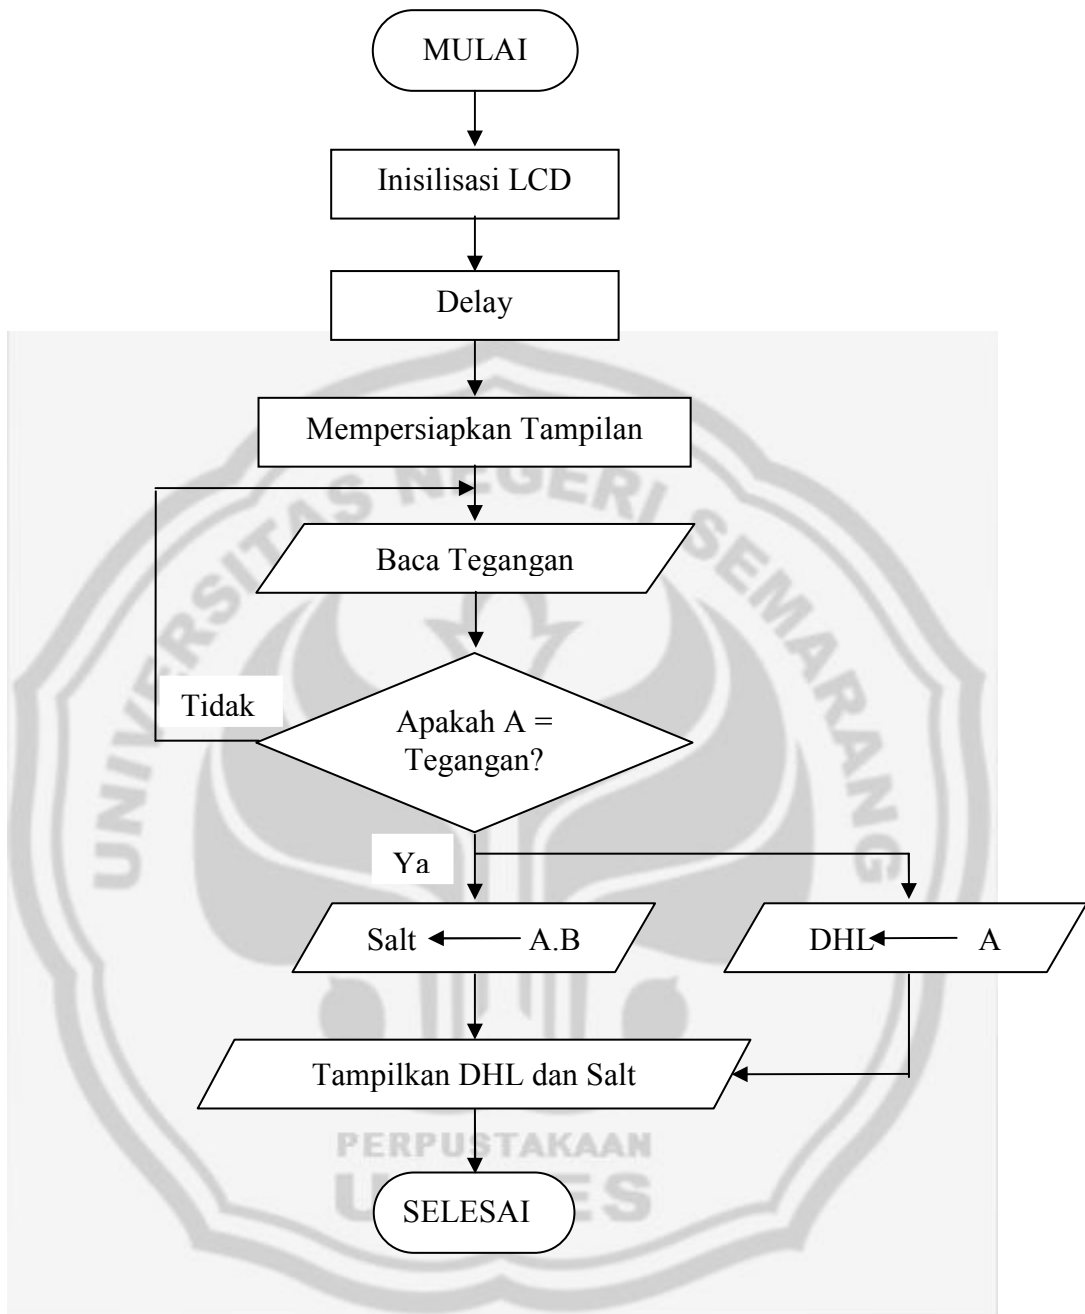 MULAI
Inisilisasi LCD
Delay
Mempersiapkan Tampilan
UNIVERSITAS NEGERI SEMARANG
Baca Tegangan
Tidak
Apakah A =
Tegangan?
Ya
Salt A.B
DHL A
Tampilkan DHL dan Salt
PERPUSTAKAAN
SELESAI